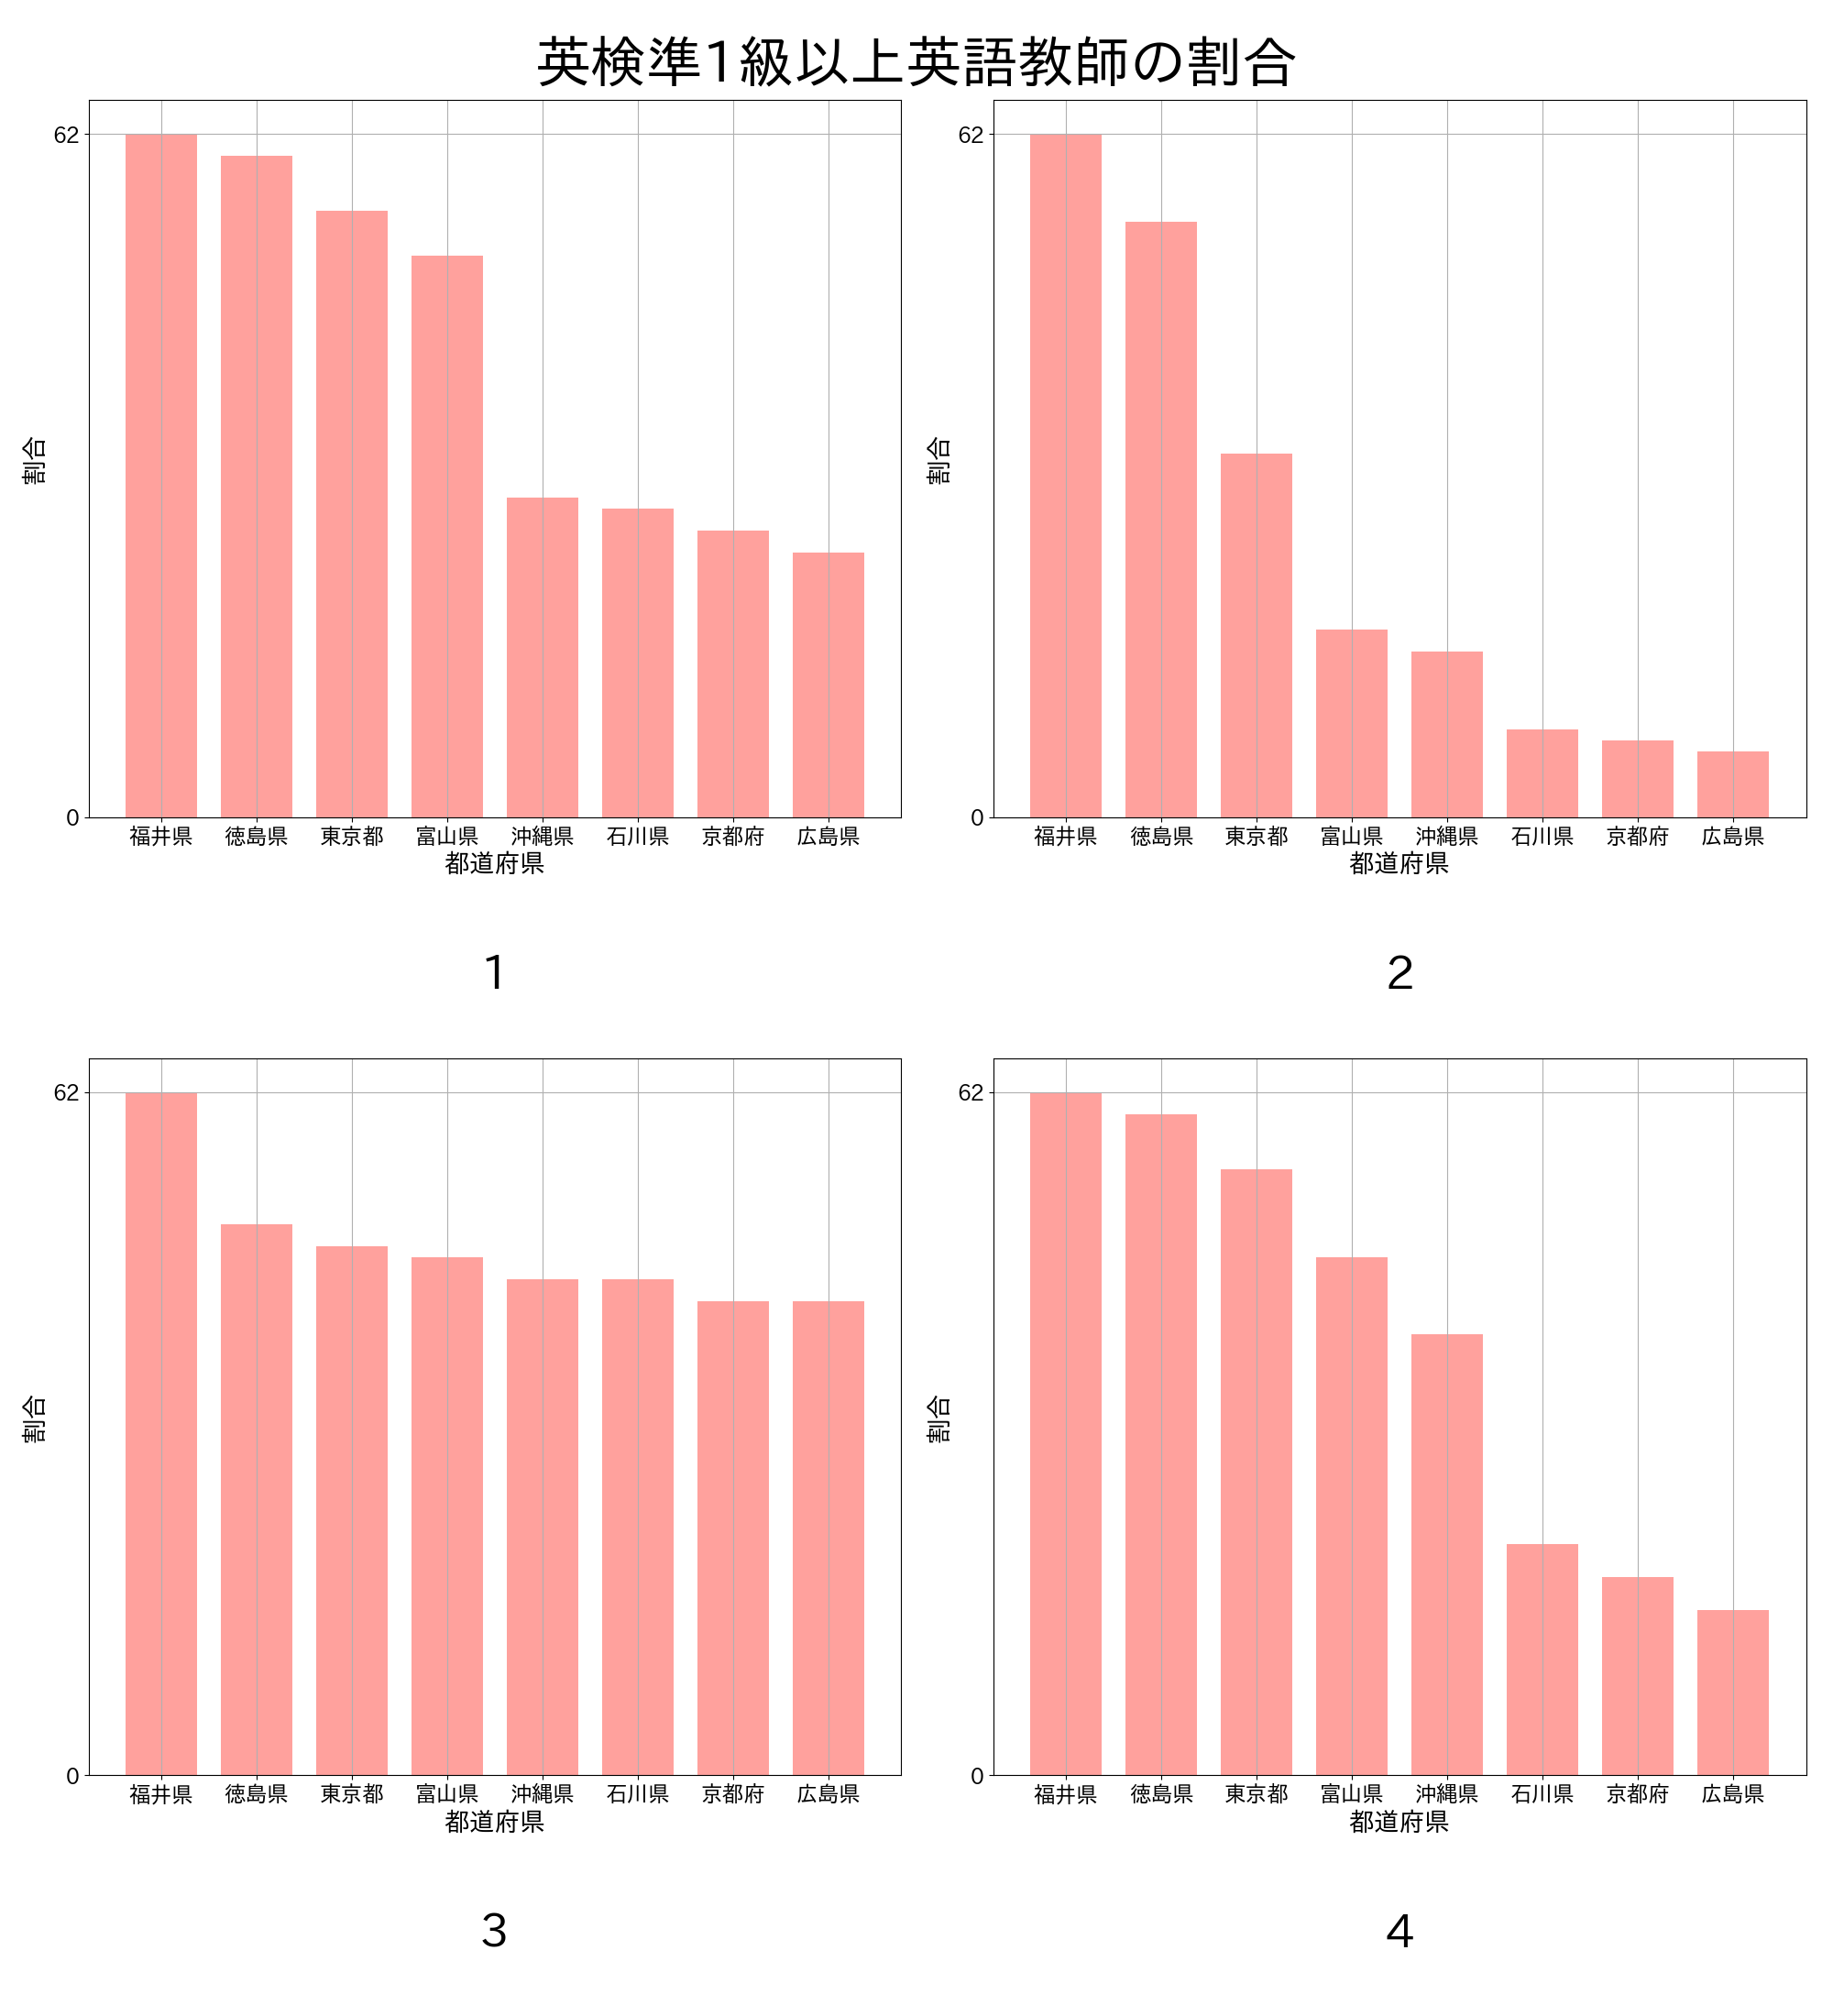 英検準1級以上英語教師の割合
62
0
割合
福井県 徳島県 東京都 富山県 沖縄県 石川県 京都府 広島県
都道府県
1
62
0
割合
福井県 徳島県 東京都 富山県 沖縄県 石川県 京都府 広島県
都道府県
2
62
0
割合
福井県 徳島県 東京都 富山県 沖縄県 石川県 京都府 広島県
都道府県
3
62
0
割合
福井県 徳島県 東京都 富山県 沖縄県 石川県 京都府 広島県
都道府県
4